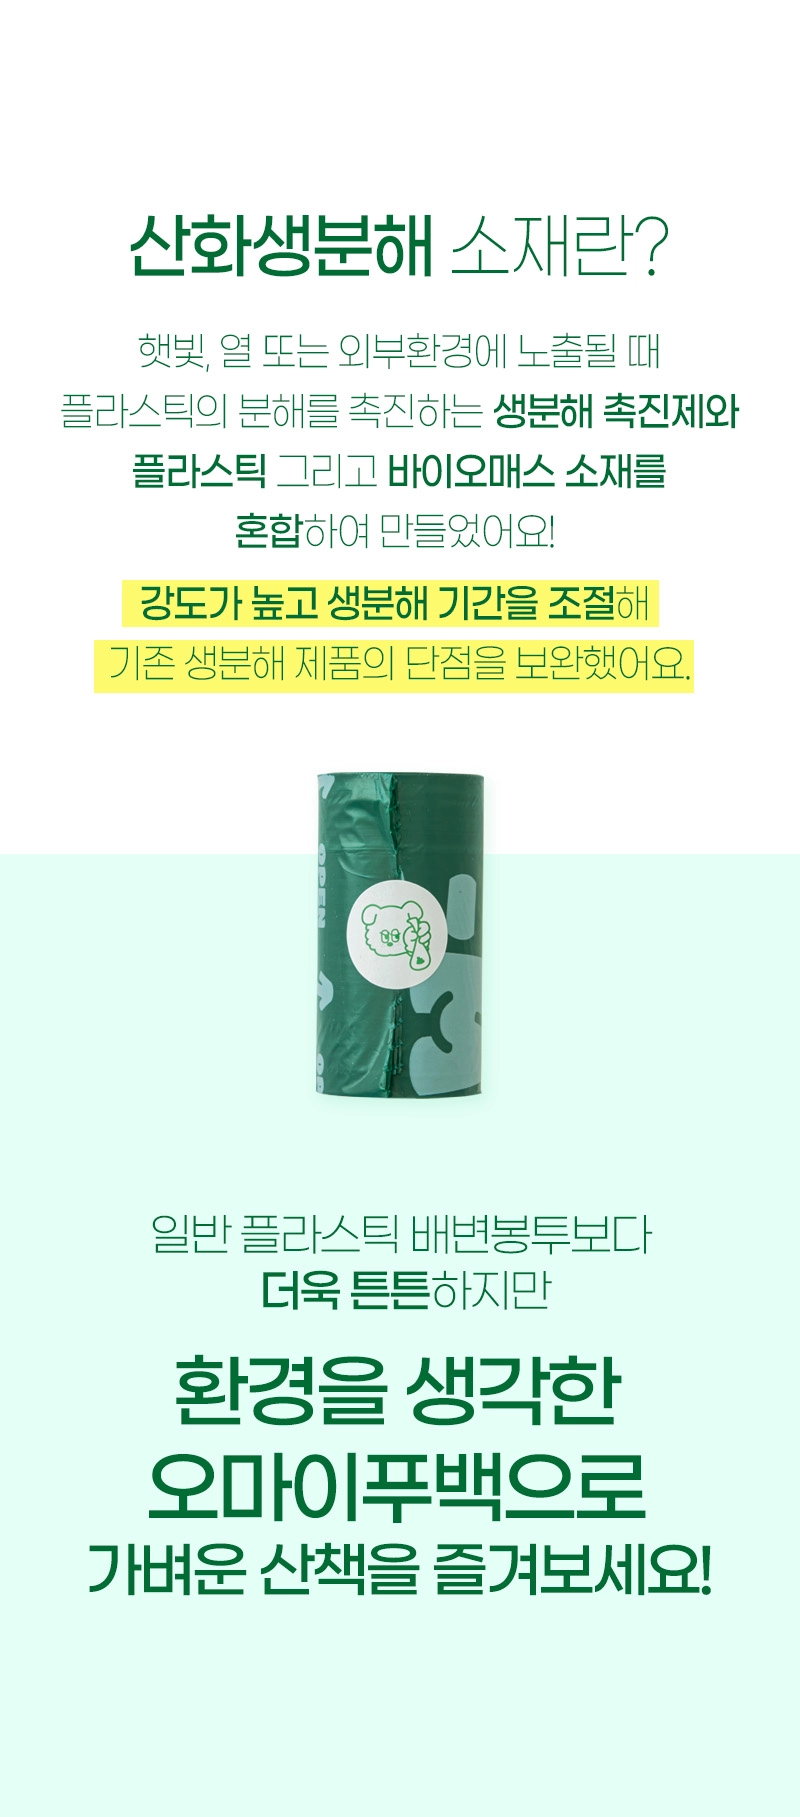 산화생분해 소재란?
햇빛, 열 또는 외부환경에 노출될 때
플라스틱의 분해를 촉진하는 생분해 촉진제와
플라스틱 그리고 바이오매스 소재를
혼합하여 만들었어요!
강도가 높고 생분해 기간을 조절해
기존 생분해 제품의 단점을 보완했어요.
OPEN
일반 플라스틱 배변봉투보다
더욱 튼튼하지만
환경을 생각한
오마이푸백으로
가벼운 산책을 즐겨보세요!